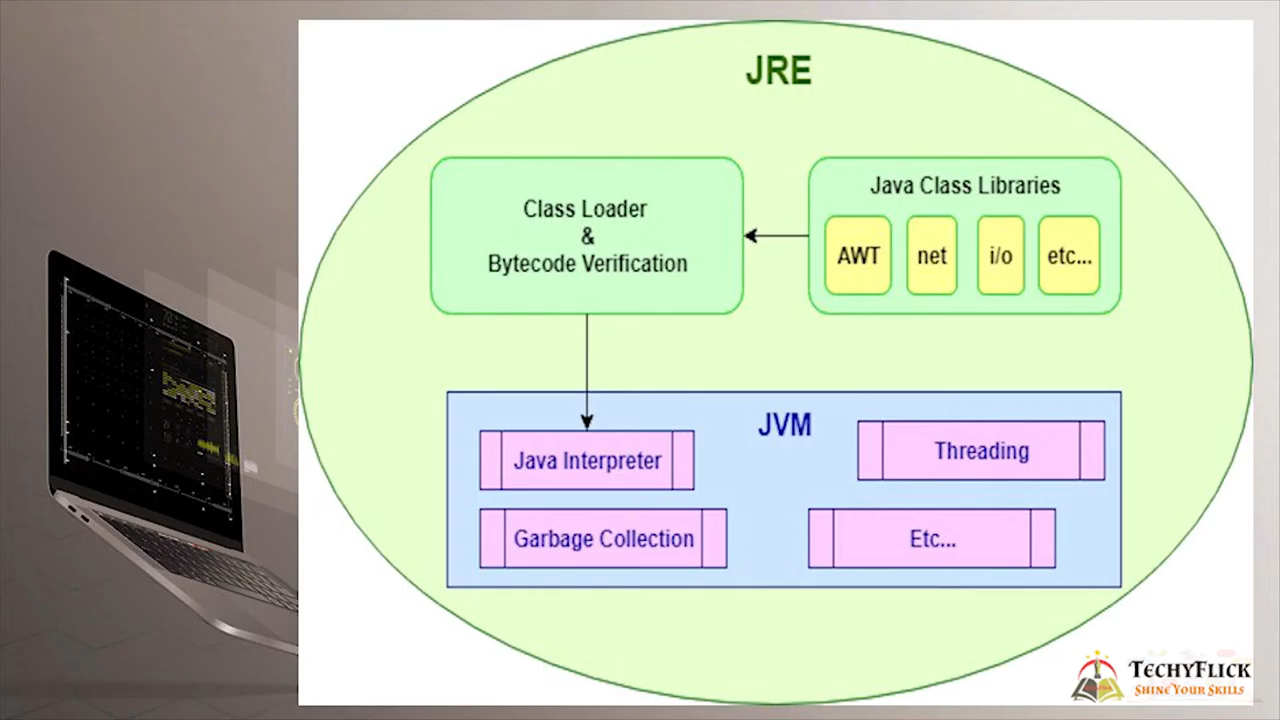 JRE
Class Loader
&
Bytecode Verification
Java Class Libraries
AWT
net
i/o
etc...
JVM
Java Interpreter
Threading
Garbage Collection
Etc...
TECHYFLICK
SHINE YOUR SKILLS